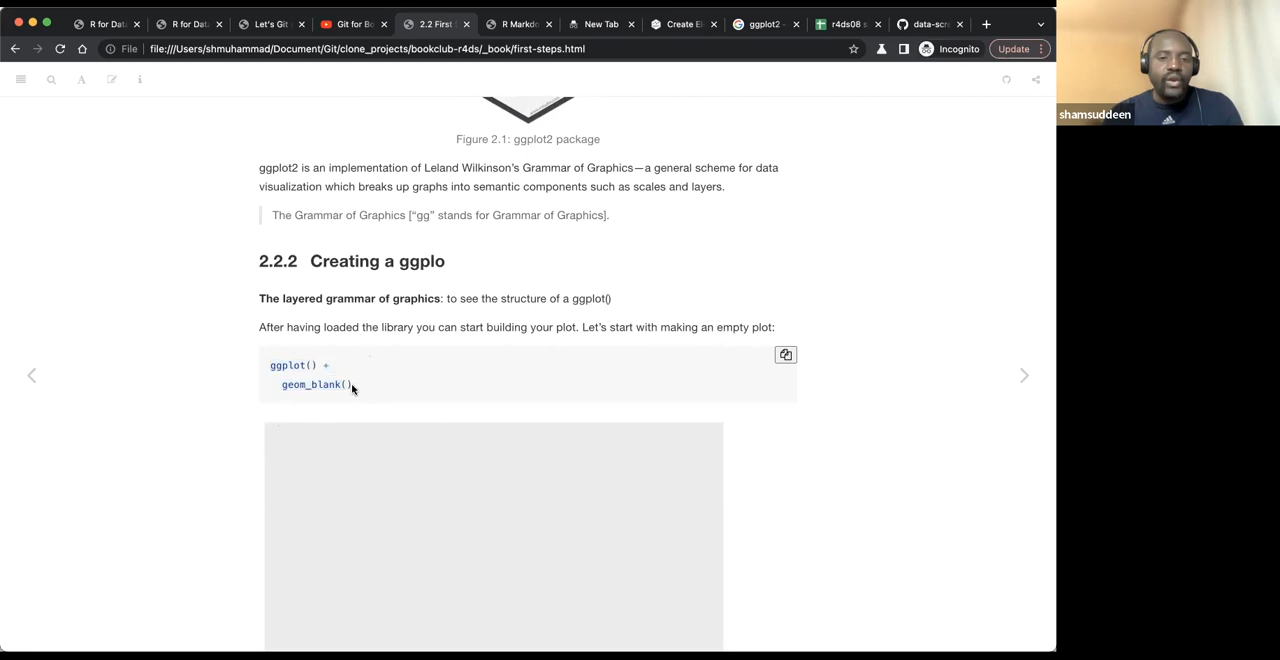 R for Dat
R for Dat
Let's Git
Git for Bo
2.2 First
R Markdo
New Tab
Create El
ggplot2 -
r4ds08 s
data-scr
File
file:///Users/shmuhammad/Document/Git/clone_projects/bookclub-r4ds/_book/first-steps.html
Incognito
Update
shamsuddeen
A
Figure 2.1: ggplot2 package
ggplot2 is an implementation of Leland Wilkinson's Grammar of Graphics—a general scheme for data
visualization which breaks up graphs into semantic components such as scales and layers.
The Grammar of Graphics [“gg” stands for Grammar of Graphics].
2.2.2 Creating a ggplo
The layered grammar of graphics: to see the structure of a ggplot()
After having loaded the library you can start building your plot. Let's start with making an empty plot:
ggplot() +
geom_blank()